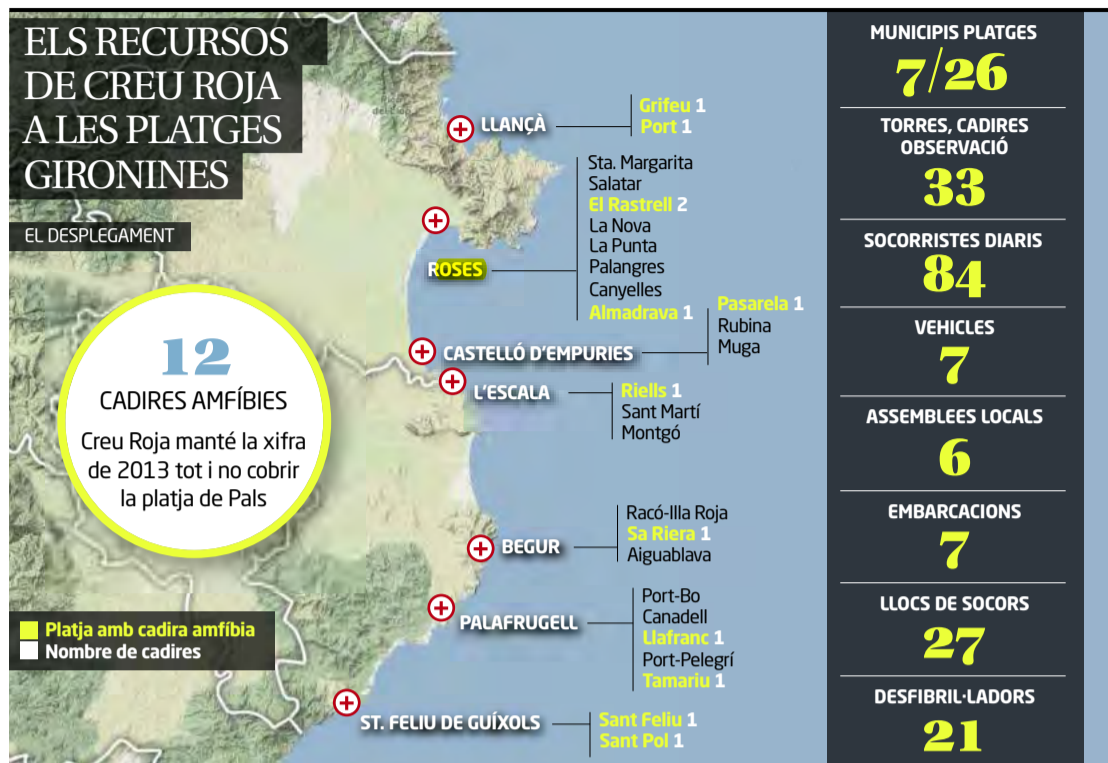 ELS RECURSOS
DE CREU ROJA
A LES PLATGES
GIRONINES
EL DESPLEGAMENT
12
CADIRES AMFÍBIES
Creu Roja manté la xifra
de 2013 tot i no cobrir
la platja de Pals
Platja amb cadira amfíbia
Nombre de cadires
LLANÇÀ
Grifeu 1
Port 1
ROSES
Sta. Margarita
Salatar
El Rastrell 2
La Nova
La Punta
Palangres
Canyelles
Almadrava 1
CASTELLÓ D'EMPURIES
Pasarela 1
Rubina
Muga
L'ESCALA
Riells 1
Sant Martí
Montgó
BEGUR
Racó-Illa Roja
Sa Riera 1
Aiguablava
PALAFRUGELL
Port-Bo
Canadell
Llafranc 1
Port-Pelegrí
Tamariu 1
ST. FELIU DE GUÍXOLS
Sant Feliu 1
Sant Pol 1
MUNICIPIS PLATGES
7/26
TORRES, CADIRES
OBSERVACIÓ
33
SOCORRISTES DIARIS
84
VEHICLES
7
ASSEMBLEES LOCALS
6
EMBARCACIONS
7
LLOCS DE SOCORS
27
DESFIBRIL·LADORS
21